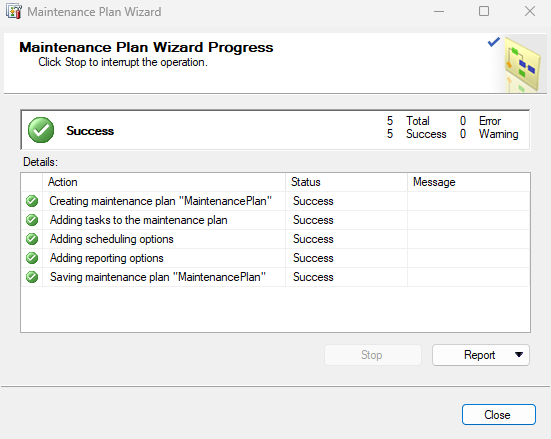 Maintenance Plan Wizard
Maintenance Plan Wizard Progress
Click Stop to interrupt the operation.
Success
5 Total 0 Error
5 Success 0 Warning
Details:
Action Status Message
Creating maintenance plan "MaintenancePlan" Success
Adding tasks to the maintenance plan Success
Adding scheduling options Success
Adding reporting options Success
Saving maintenance plan "MaintenancePlan" Success
Stop Report
Close